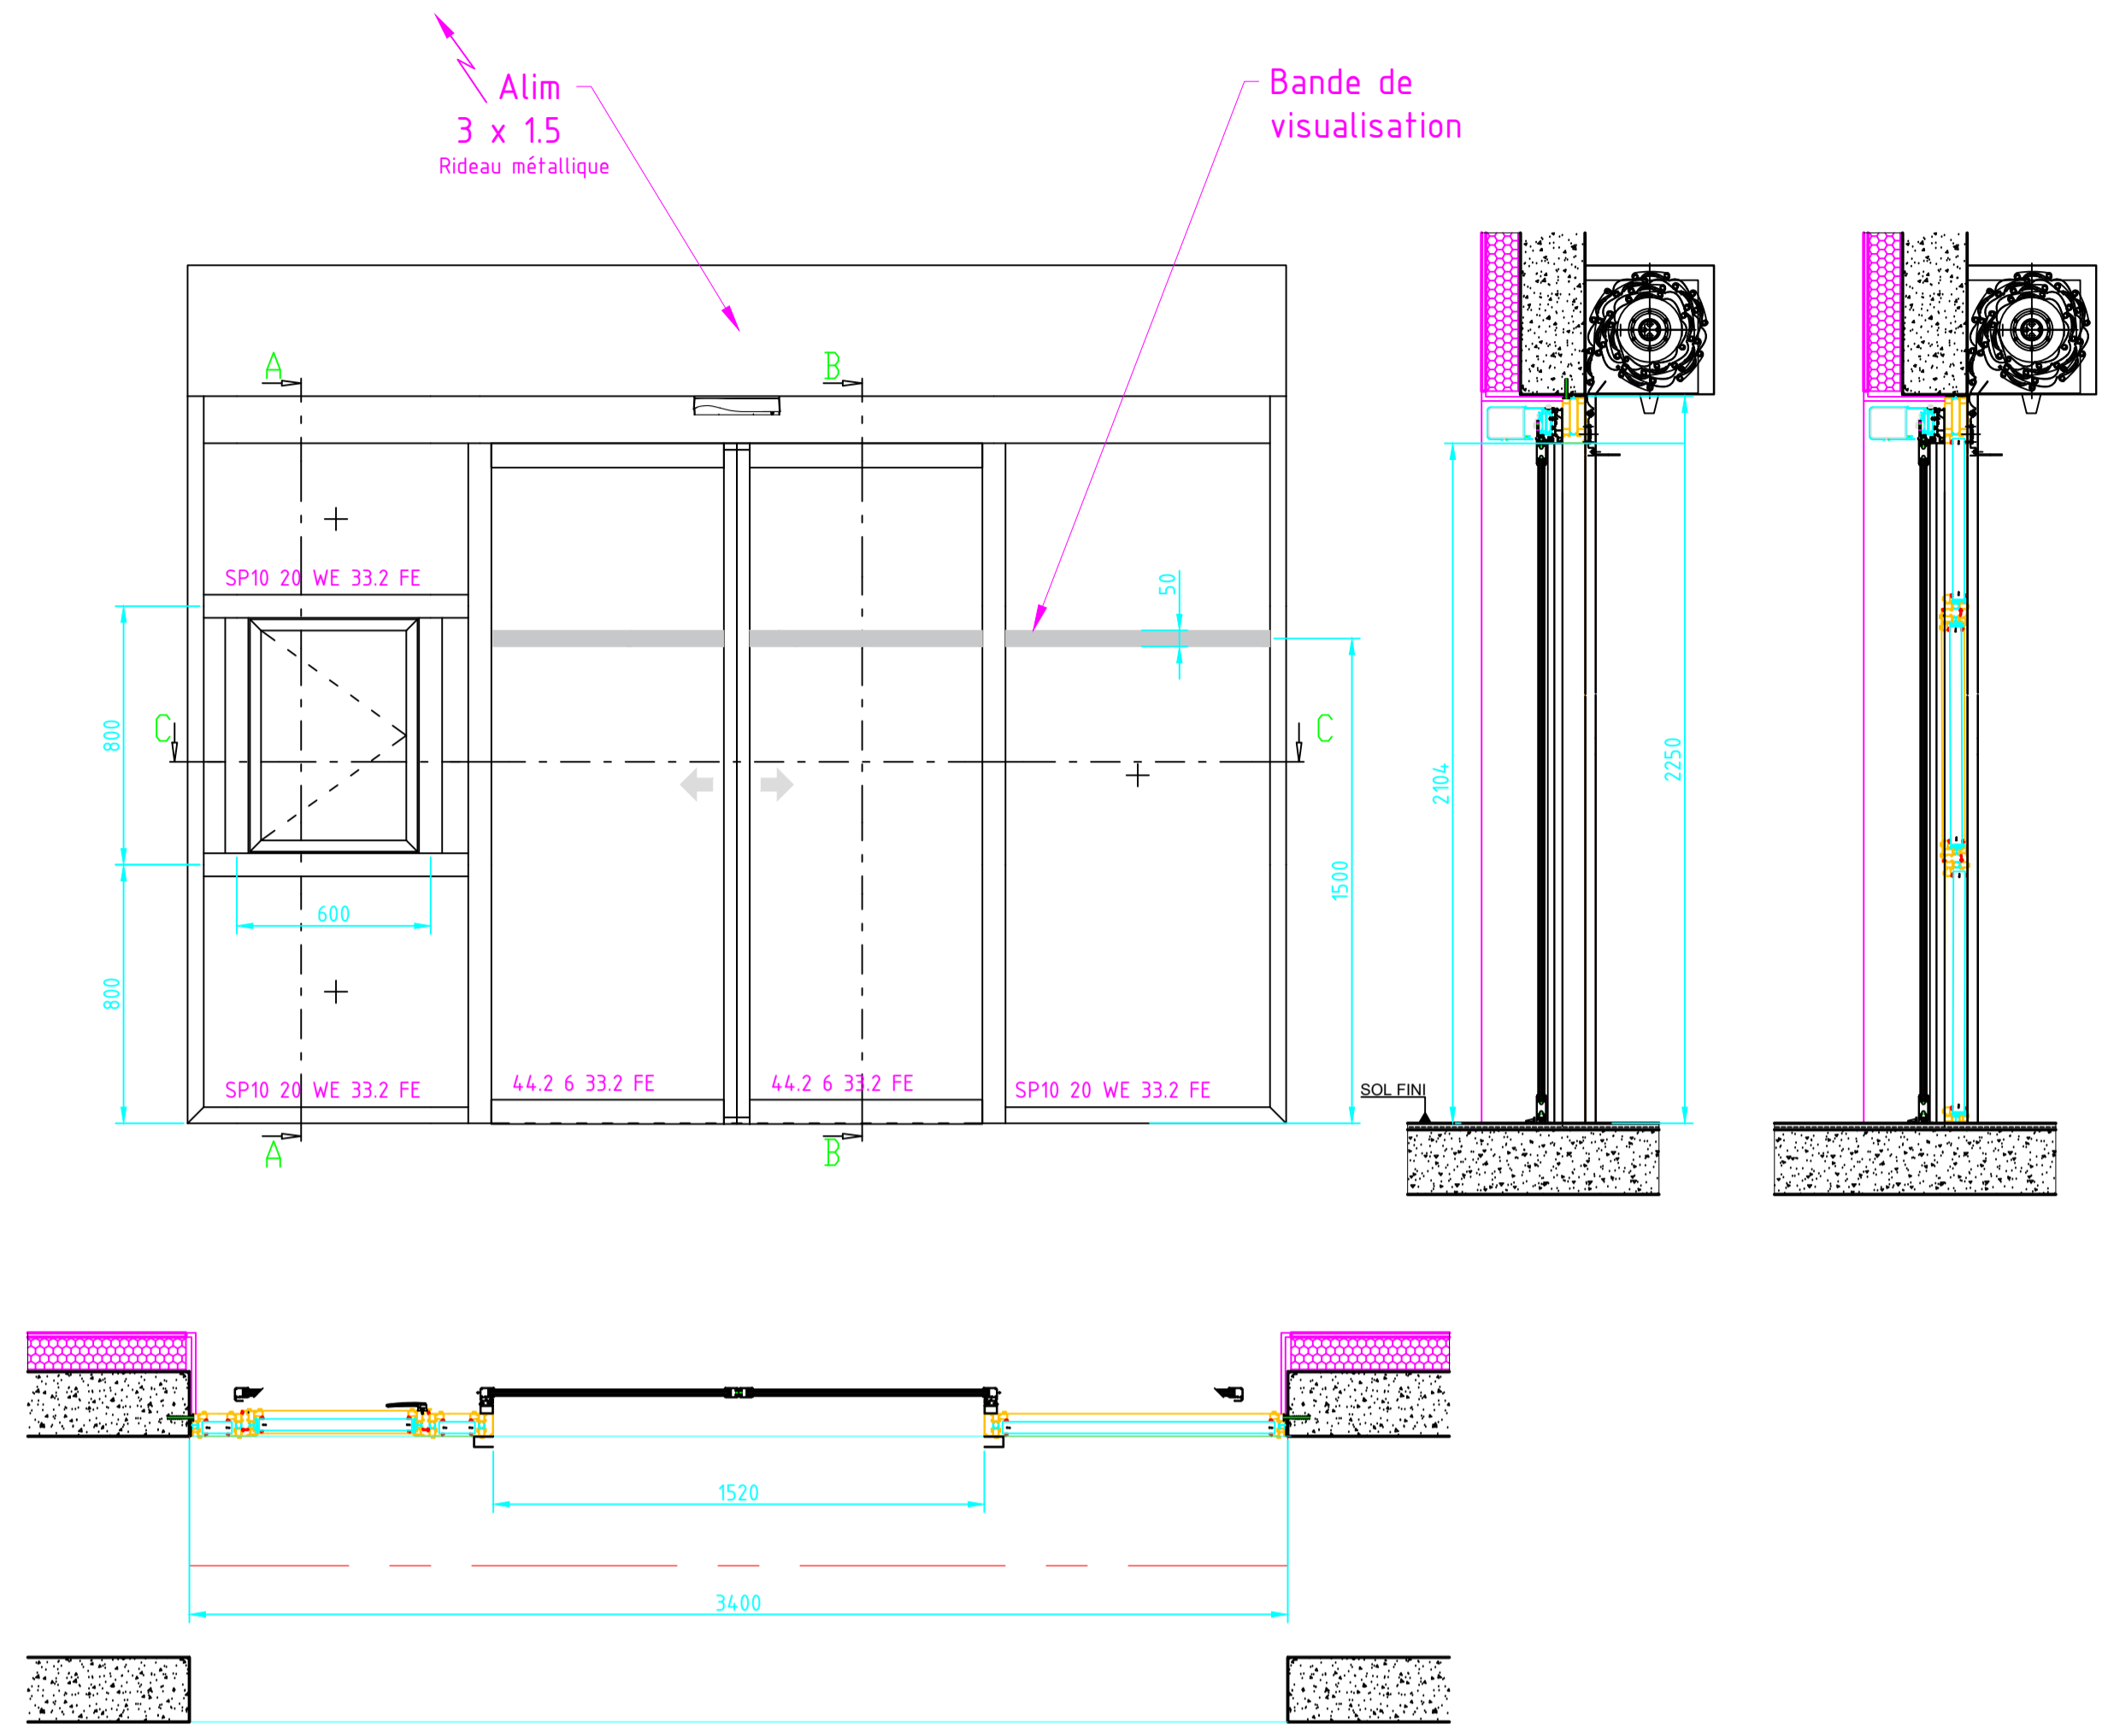 Alim
3 x 1.5
Rideau métallique
Bande de
visualisation
A
B
SP10 20 WE 33.2 FE
50
800
C
C
2104
2250
1500
600
800
SP10 20 WE 33.2 FE
44.2 6 33.2 FE
44.2 6 33.2 FE
SP10 20 WE 33.2 FE
SOL FINI
A
B
1520
3400